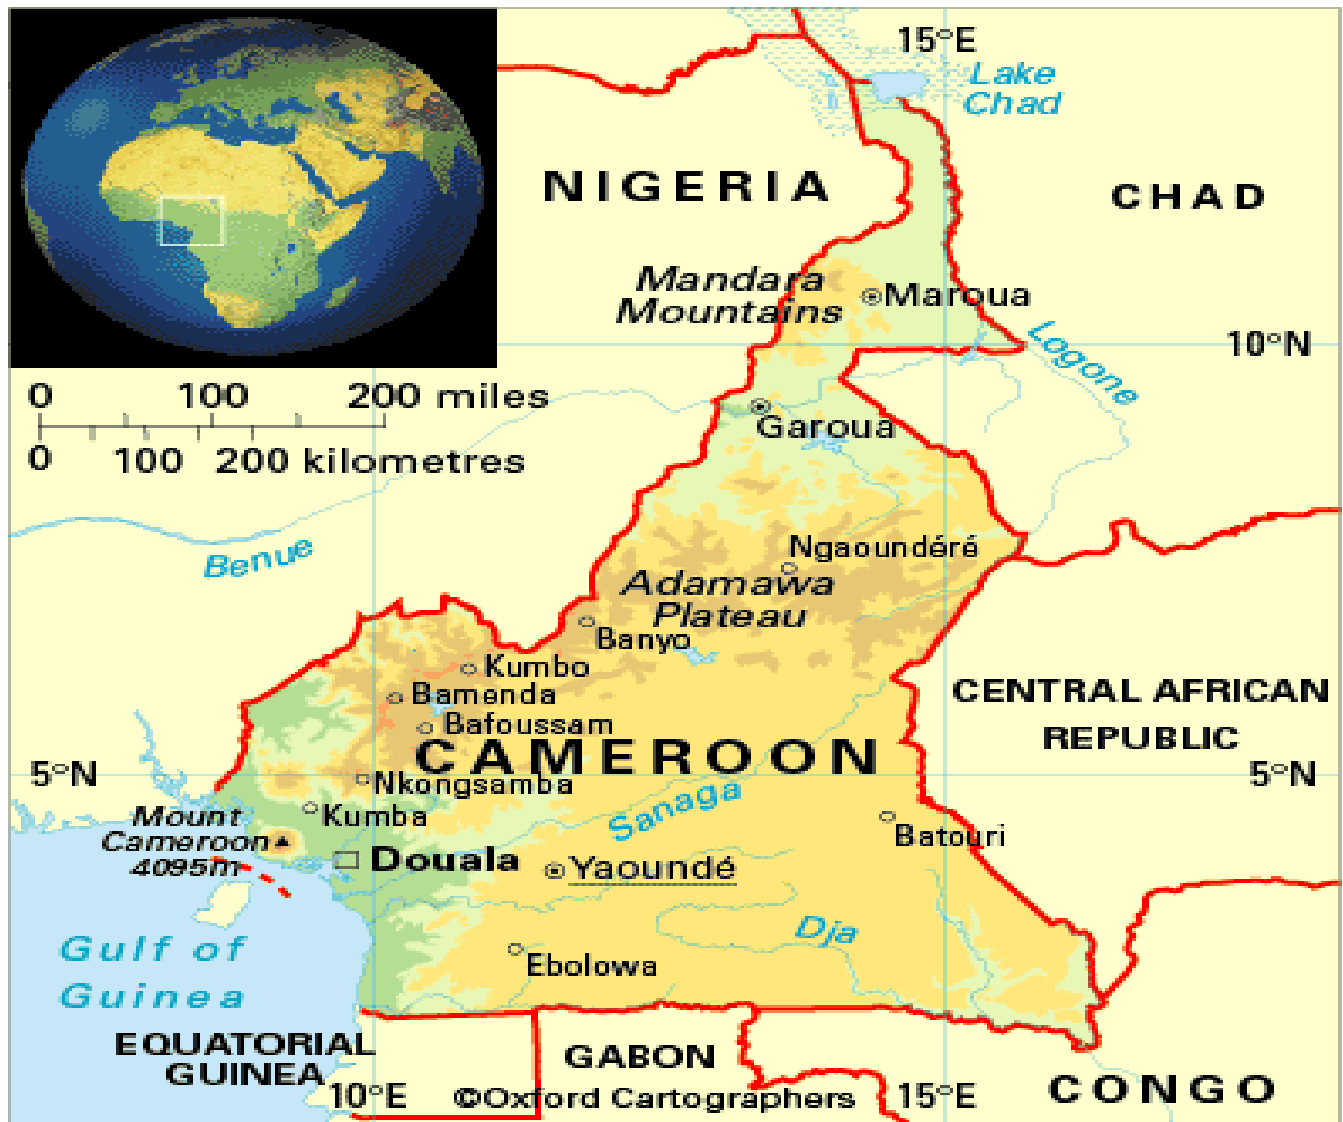 15°E
Lake
Chad
NIGERIA
CHAD
Mandara
Mountains
Maroua
Logone
10°N
0 100 200 miles
0 100 200 kilometres
Garoua
Benue
Ngaoundéré
Adamawa
Plateau
Banyo
Kumbo
Bamenda
Bafoussam
CAMEROON
CENTRAL AFRICAN
REPUBLIC
5°N
5°N
Nkongsamba
Sanaga
Mount
Cameroon
4095m
Kumba
Batouri
Douala
Yaoundé
Gulf of
Guinea
Dja
Ebolowa
EQUATORIAL
GUINEA
GABON
10°E
©Oxford Cartographers
15°E
CONGO